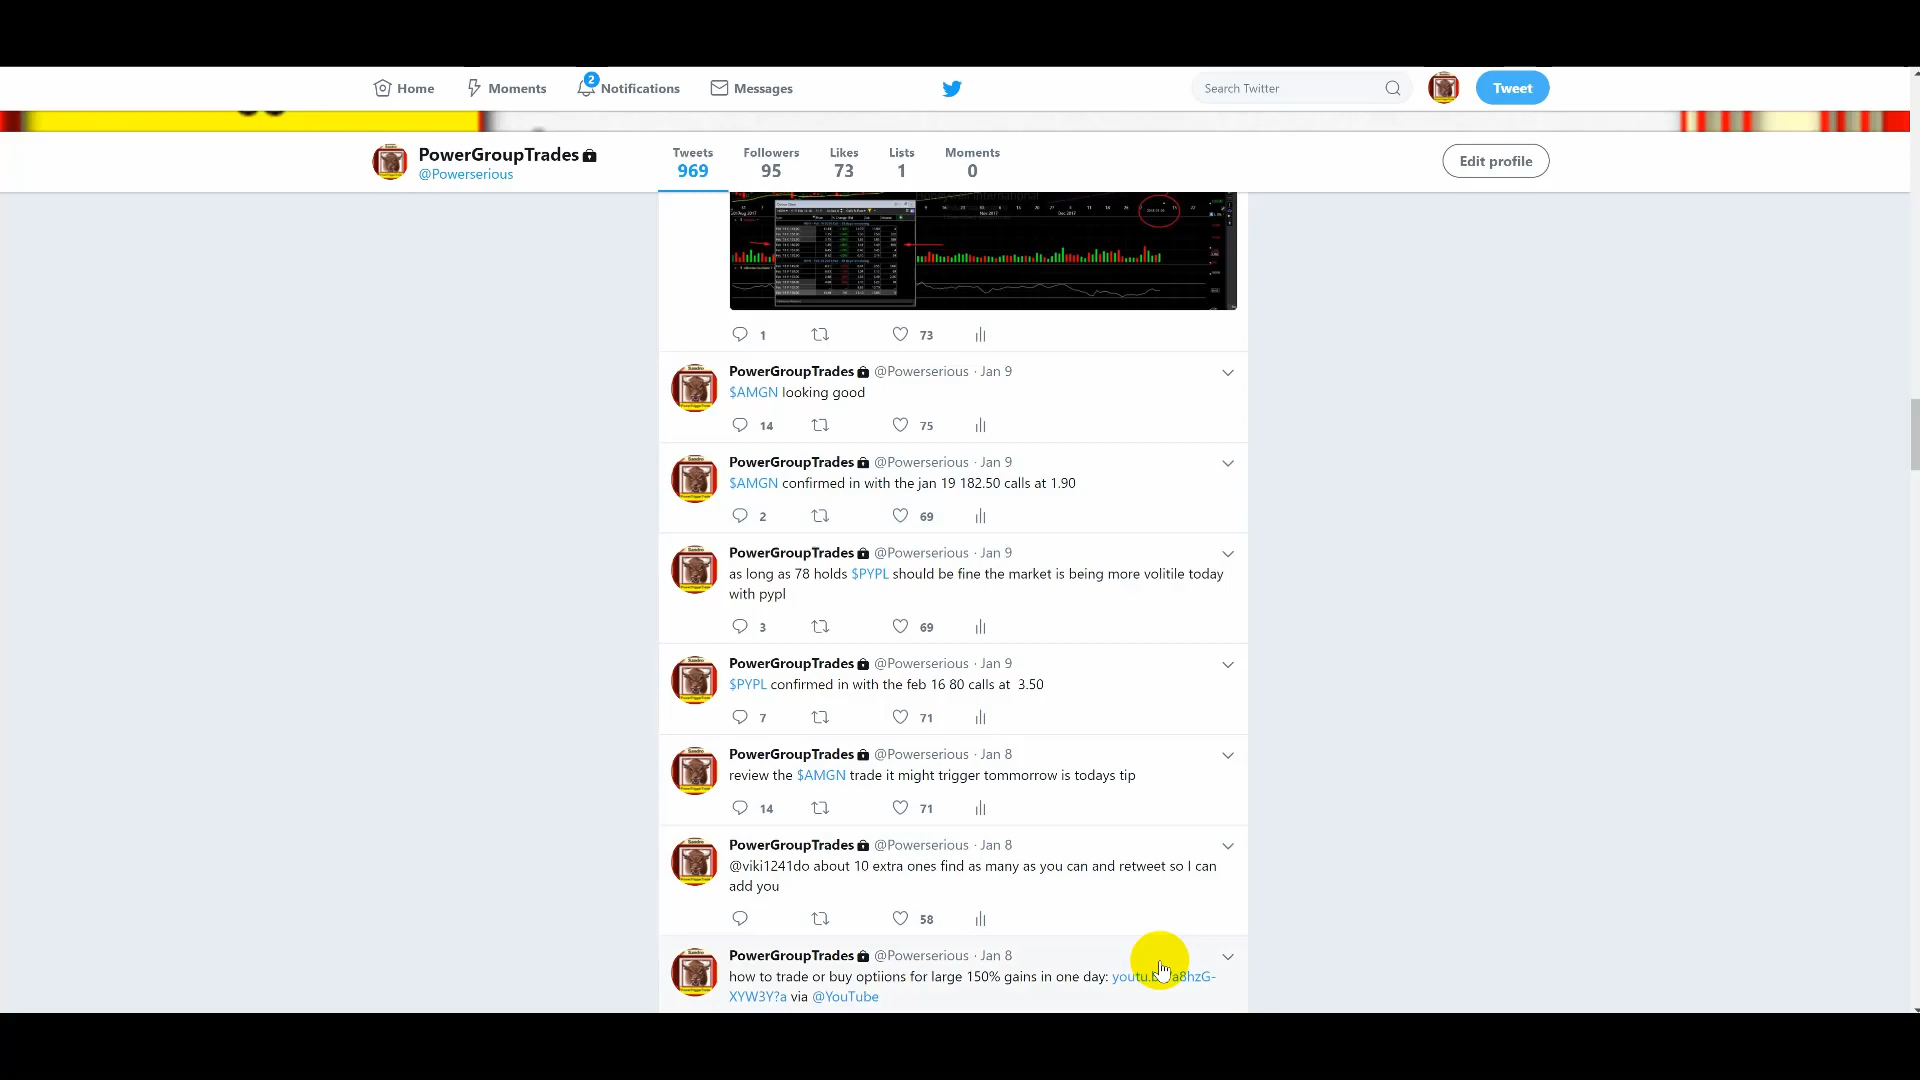 Home
Moments
2
Notifications
Messages
Search Twitter
Tweet
PowerGroupTrades
@Powerserious
Tweets
969
Followers
95
Likes
73
Lists
1
Moments
0
Edit profile
Nov 2017
Dec 2017
1
73
PowerGroupTrades @Powerserious · Jan 9
$AMGN looking good
14
75
PowerGroupTrades @Powerserious · Jan 9
$AMGN confirmed in with the jan 19 182.50 calls at 1.90
2
69
PowerGroupTrades @Powerserious · Jan 9
as long as 78 holds $PYPL should be fine the market is being more volitile today
with pypl
3
69
PowerGroupTrades @Powerserious · Jan 9
$PYPL confirmed in with the feb 16 80 calls at 3.50
7
71
PowerGroupTrades @Powerserious · Jan 8
review the $AMGN trade it might trigger tommorrow is todays tip
14
71
PowerGroupTrades @Powerserious · Jan 8
@viki1241do about 10 extra ones find as many as you can and retweet so I can
add you
58
PowerGroupTrades @Powerserious · Jan 8
how to trade or buy optiions for large 150% gains in one day:
XYW3Y?a via @YouTube